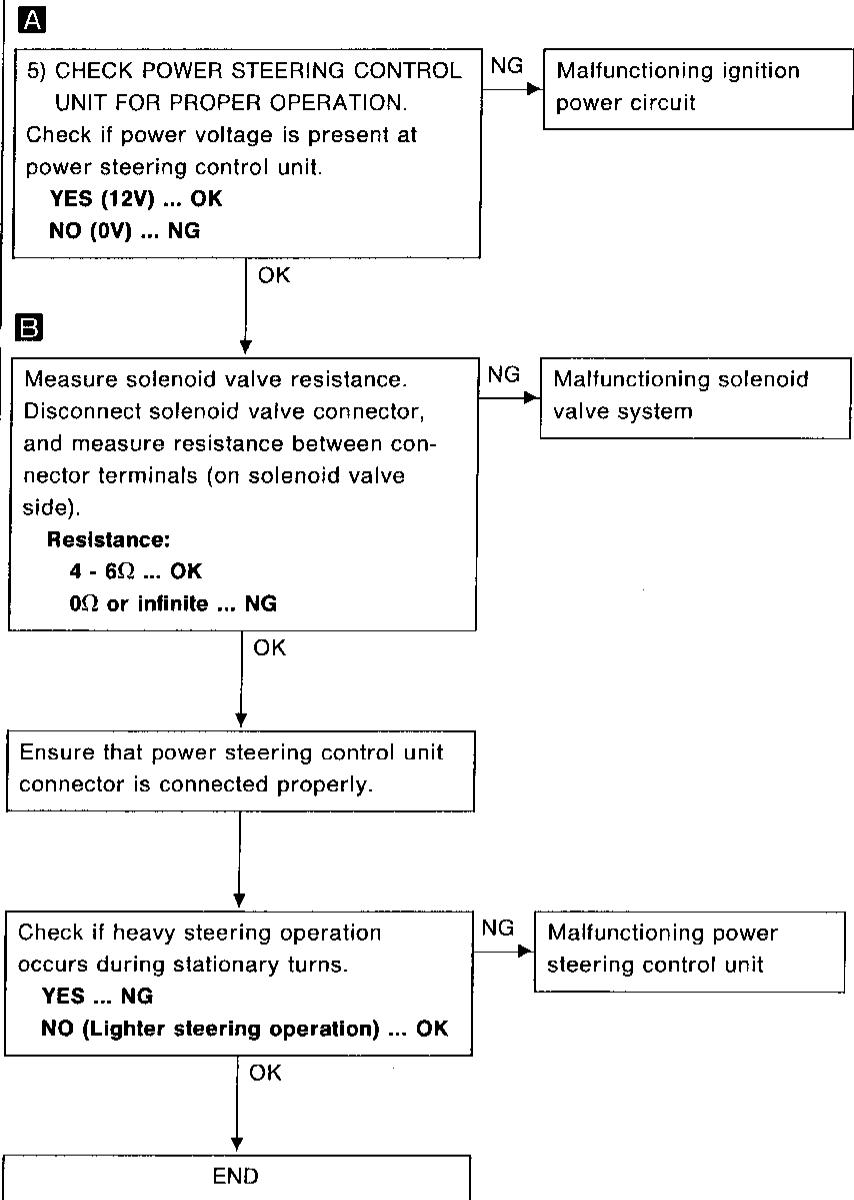 A
5) CHECK POWER STEERING CONTROL
UNIT FOR PROPER OPERATION.
Check if power voltage is present at
power steering control unit.
YES (12V) ... OK
NO (0V) ... NG
NG
Malfunctioning ignition
power circuit
OK
B
Measure solenoid valve resistance.
Disconnect solenoid valve connector,
and measure resistance between con-
nector terminals (on solenoid valve
side).
Resistance:
4 - 6Ω ... OK
0Ω or infinite ... NG
NG
Malfunctioning solenoid
valve system
OK
Ensure that power steering control unit
connector is connected properly.
Check if heavy steering operation
occurs during stationary turns.
YES ... NG
NO (Lighter steering operation) ... OK
NG
Malfunctioning power
steering control unit
OK
END